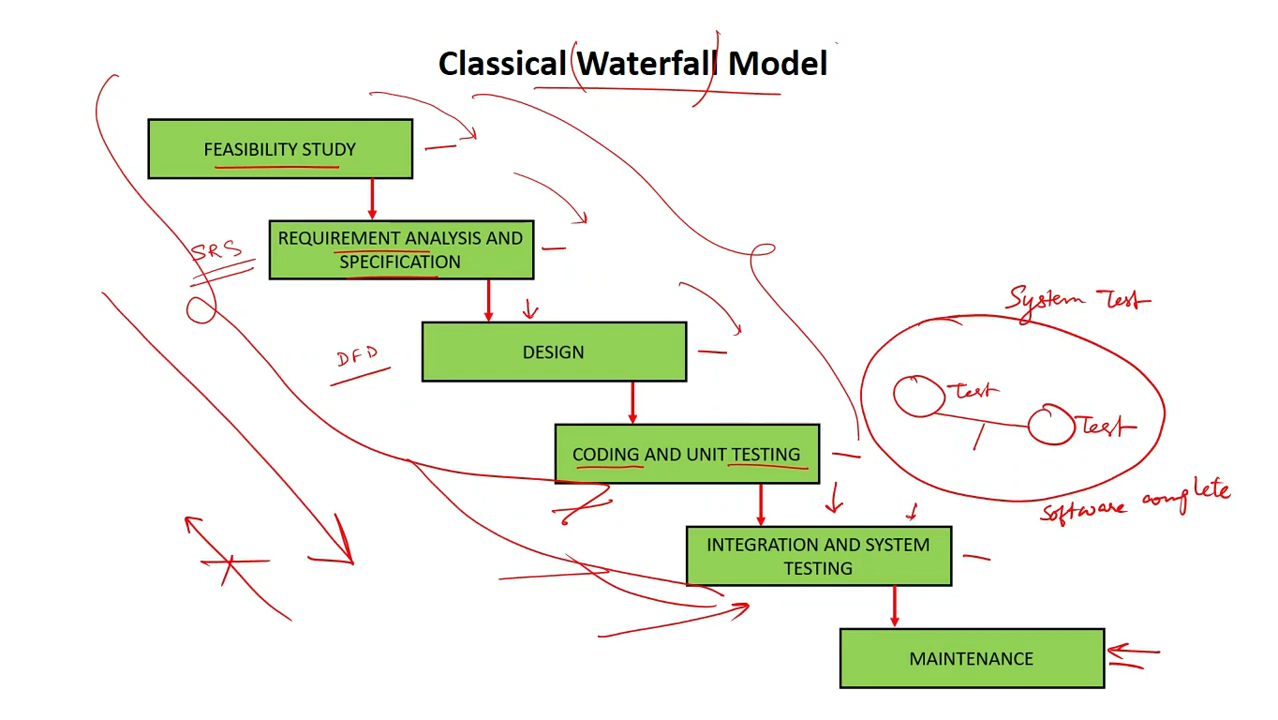 Classical (Waterfall) Model
FEASIBILITY STUDY
REQUIREMENT ANALYSIS AND
SPECIFICATION
SRS
DESIGN
DFD
CODING AND UNIT TESTING
System Test
Test
Test
Software complete
INTEGRATION AND SYSTEM
TESTING
MAINTENANCE